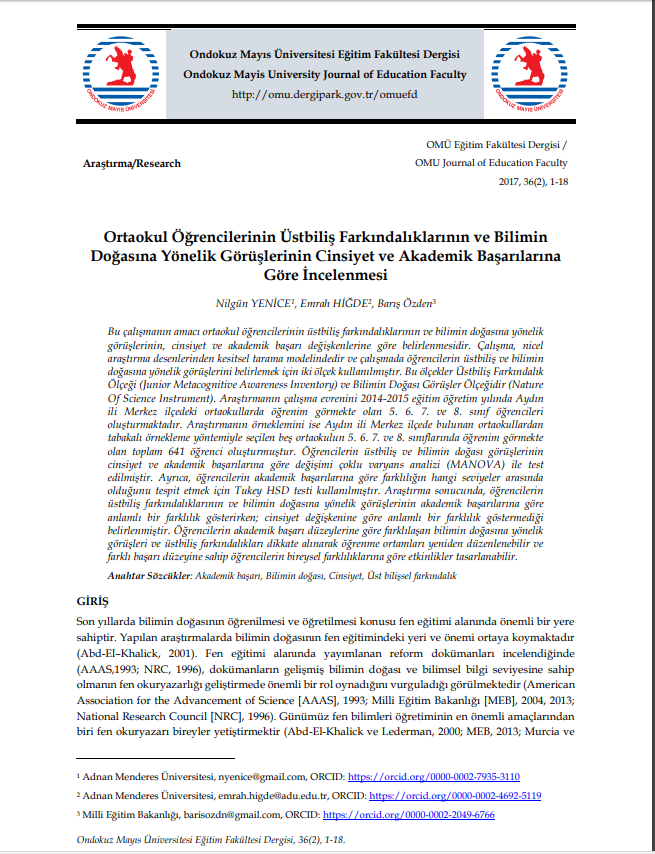 Ondokuz Mayıs Üniversitesi Eğitim Fakültesi Dergisi
Ondokuz Mayis University Journal of Education Faculty
http://omu.dergipark.gov.tr/omuefd
ONDOKUZ MAYIS ÜNİVERSİTESİ
ONDOKUZ MAYIS ÜNİVERSİTESİ
OMÜ Eğitim Fakültesi Dergisi /
Araştırma/Research
OMU Journal of Education Faculty
2017, 36(2), 1-18
Ortaokul Öğrencilerinin Üstbiliş Farkındalıklarının ve Bilimin
Doğasına Yönelik Görüşlerinin Cinsiyet ve Akademik Başarılarına
Göre İncelenmesi
Nilgün YENİCE¹, Emrah HİĞDE², Barış Özden³
Bu çalışmanın amacı ortaokul öğrencilerinin üstbiliş farkındalıklarının ve bilimin doğasına yönelik
görüşlerinin, cinsiyet ve akademik başarı değişkenlerine göre belirlenmesidir. Çalışma, nicel
araştırma desenlerinden kesitsel tarama modelindedir ve çalışmada öğrencilerin üstbiliş ve bilimin
doğasına yönelik görüşlerini belirlemek için iki ölçek kullanılmıştır. Bu ölçekler Üstbiliş Farkındalık
Ölçeği (Junior Metacognitive Awareness Inventory) ve Bilimin Doğası Görüşler Ölçeğidir (Nature
Of Science Instrument). Araştırmanın çalışma evrenini 2014-2015 eğitim öğretim yılında Aydın
ili Merkez ilçedeki ortaokullarda öğrenim görmekte olan 5. 6. 7. ve 8. sınıf öğrencileri
oluşturmaktadır. Araştırmanın örneklemini ise Aydın ili Merkez ilçede bulunan ortaokullardan
tabakalı örnekleme yöntemiyle seçilen beş ortaokulun 5. 6. 7. ve 8. sınıflarında öğrenim görmekte
olan toplam 641 öğrenci oluşturmuştur. Öğrencilerin üstbiliş ve bilimin doğası görüşlerinin
cinsiyet ve akademik başarılarına göre değişimi çoklu varyans analizi (MANOVA) ile test
edilmiştir. Ayrıca, öğrencilerin akademik başarılarına göre farklılığın hangi seviyeler arasında
olduğunu tespit etmek için Tukey HSD testi kullanılmıştır. Araştırma sonucunda, öğrencilerin
üstbiliş farkındalıklarının ve bilimin doğasına yönelik görüşlerinin akademik başarılarına göre
anlamlı bir farklılık gösterirken; cinsiyet değişkenine göre anlamlı bir farklılık göstermediği
belirlenmiştir. Öğrencilerin akademik başarı düzeylerine göre farklılaşan bilimin doğasına yönelik
görüşleri ve üstbiliş farkındalıkları dikkate alınarak öğrenme ortamları yeniden düzenlenebilir ve
farklı başarı düzeyine sahip öğrencilerin bireysel farklılıklarına göre etkinlikler tasarlanabilir.
Anahtar Sözcükler: Akademik başarı, Bilimin doğası, Cinsiyet, Üst bilişsel farkındalık
GİRİŞ
Son yıllarda bilimin doğasının öğrenilmesi ve öğretilmesi konusu fen eğitimi alanında önemli bir yere
sahiptir. Yapılan araştırmalarda bilimin doğasının fen eğitimindeki yeri ve önemi ortaya koymaktadır
(Abd-El–Khalick, 2001). Fen eğitimi alanında yayımlanan reform dokümanları incelendiğinde
(AAAS,1993; NRC, 1996), dokümanların gelişmiş bilimin doğası ve bilimsel bilgi seviyesine sahip
olmanın fen okuryazarlığı geliştirmede önemli bir rol oynadığını vurguladığı görülmektedir (American
Association for the Advancement of Science [AAAS], 1993; Milli Eğitim Bakanlığı [MEB], 2004, 2013;
National Research Council [NRC], 1996). Günümüz fen bilimleri öğretiminin en önemli amaçlarından
biri fen okuryazarı bireyler yetiştirmektir (Abd-El-Khalick ve Lederman, 2000; MEB, 2013; Murcia ve
¹ Adnan Menderes Üniversitesi, nyenice@gmail.com, ORCID: https://orcid.org/0000-0002-7935-3110
² Adnan Menderes Üniversitesi, emrah.higde@adu.edu.tr, ORCID: https://orcid.org/0000-0002-4692-5119
³ Milli Eğitim Bakanlığı, barisozdn@gmail.com, ORCID: https://orcid.org/0000-0002-2049-6766
Ondokuz Mayıs Üniversitesi Eğitim Fakültesi Dergisi, 36(2), 1-18.